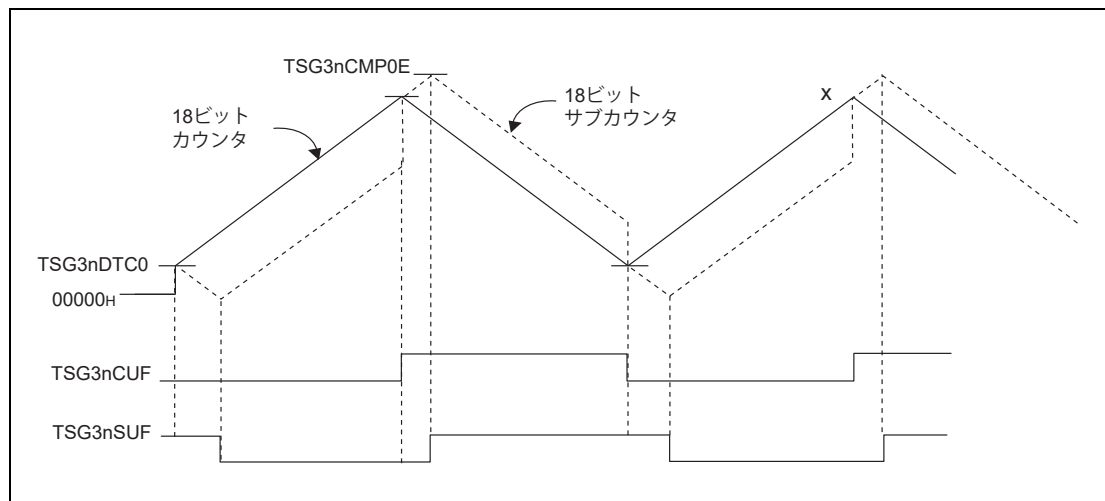 TSG3nCMP0E
18ビット
カウンタ
18ビット
サブカウンタ
x
TSG3nDTC0
00000H
TSG3nCUF
TSG3nSUF